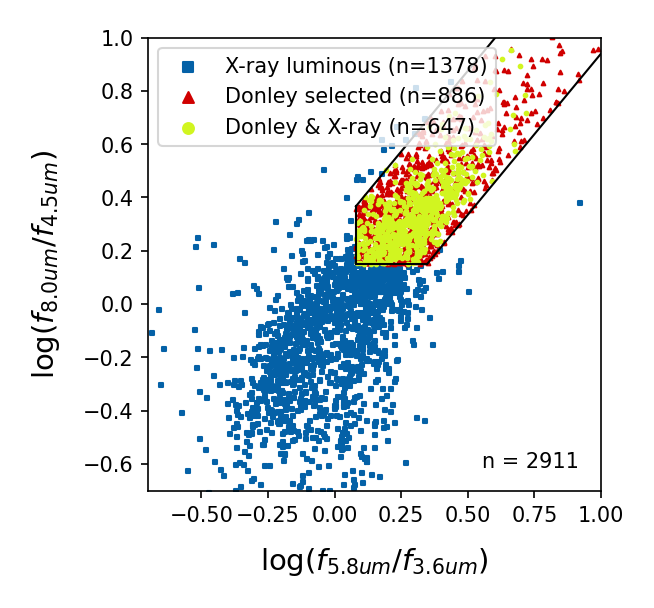 1.0
0.8
0.6
0.4
0.2
0.0
−0.2
−0.4
−0.6
log(f8.0um/f4.5um)
X-ray luminous (n=1378)
Donley selected (n=886)
Donley & X-ray (n=647)
n = 2911
−0.50 −0.25 0.00 0.25 0.50 0.75 1.00
log(f5.8um/f3.6um)